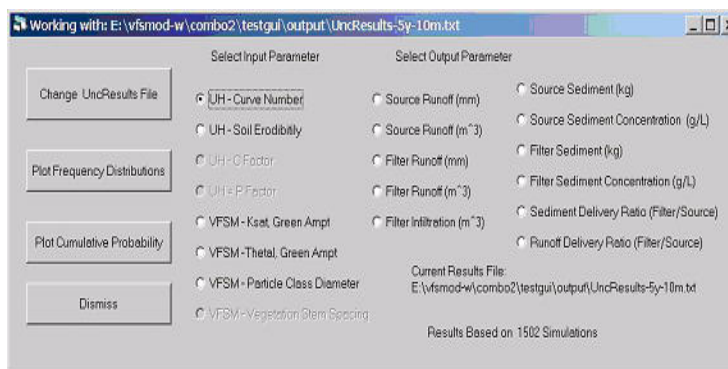 Working with: E:\vfsmod-w\combo2\testgui\output\UncResults-5y-10m.txt
Select Input Parameter
Select Output Parameter
Change UncResults File
Plot Frequency Distributions
Plot Cumulative Probability
Dismiss
UH - Curve Number
UH - Soil Erodibitily
UH - C Factor
UH = P Factor
VFSM - Ksat, Green Ampt
VFSM - Thetal, Green Ampt
VFSM - Particle Class Diameter
VFSM - Vegetation Stem Spacing
Source Runoff (mm)
Source Runoff (m^3)
Filter Runoff (mm)
Filter Runoff (m^3)
Filter Infiltration (m^3)
Source Sediment (kg)
Source Sediment Concentration (g/L)
Filter Sediment (kg)
Filter Sediment Concentration (g/L)
Sediment Delivery Ratio (Filter/Source)
Runoff Delivery Ratio (Filter/Source)
Current Results File:
E:\vfsmod-w\combo2\testgui\output\UncResults-5y-10m.txt
Results Based on 1502 Simulations